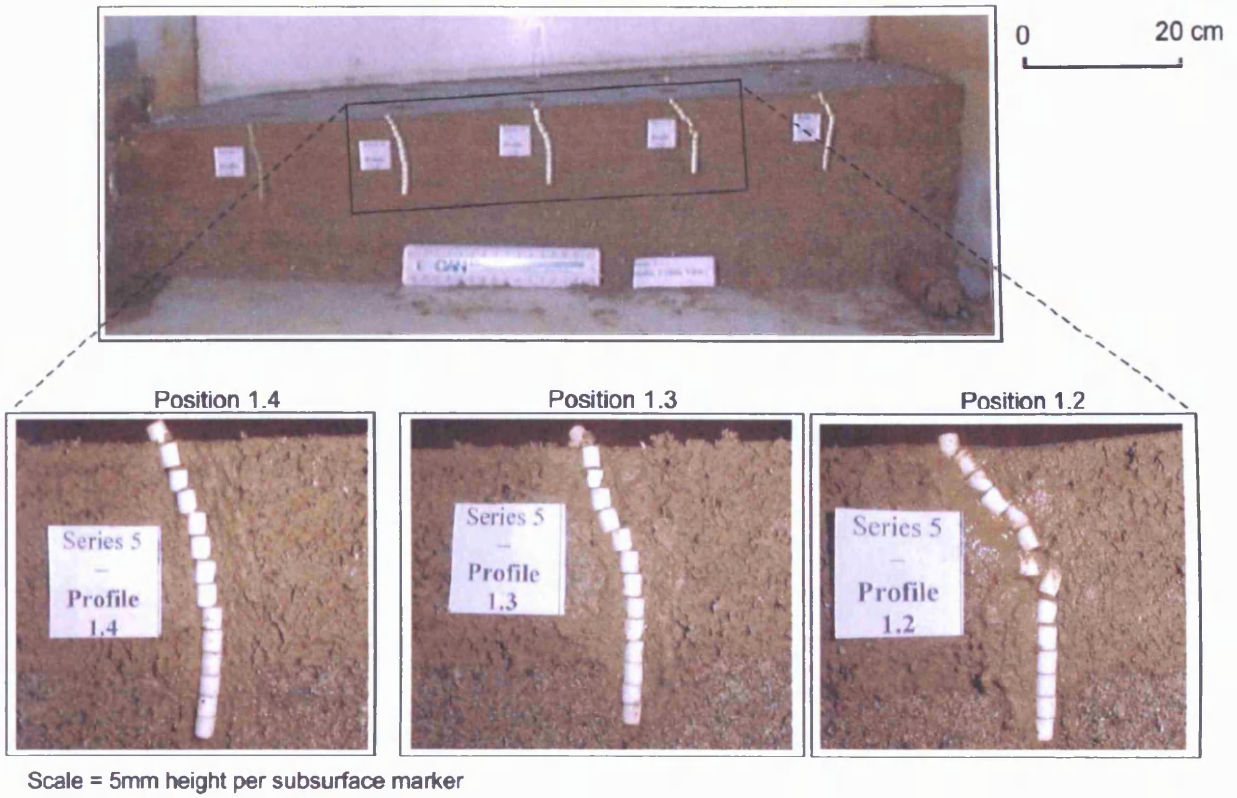 0 20 cm
Position 1.4
Position 1.3
Position 1.2
Series 5
–
Profile
1.4
Series 5
–
Profile
1.3
Series 5
–
Profile
1.2
Scale = 5mm height per subsurface marker